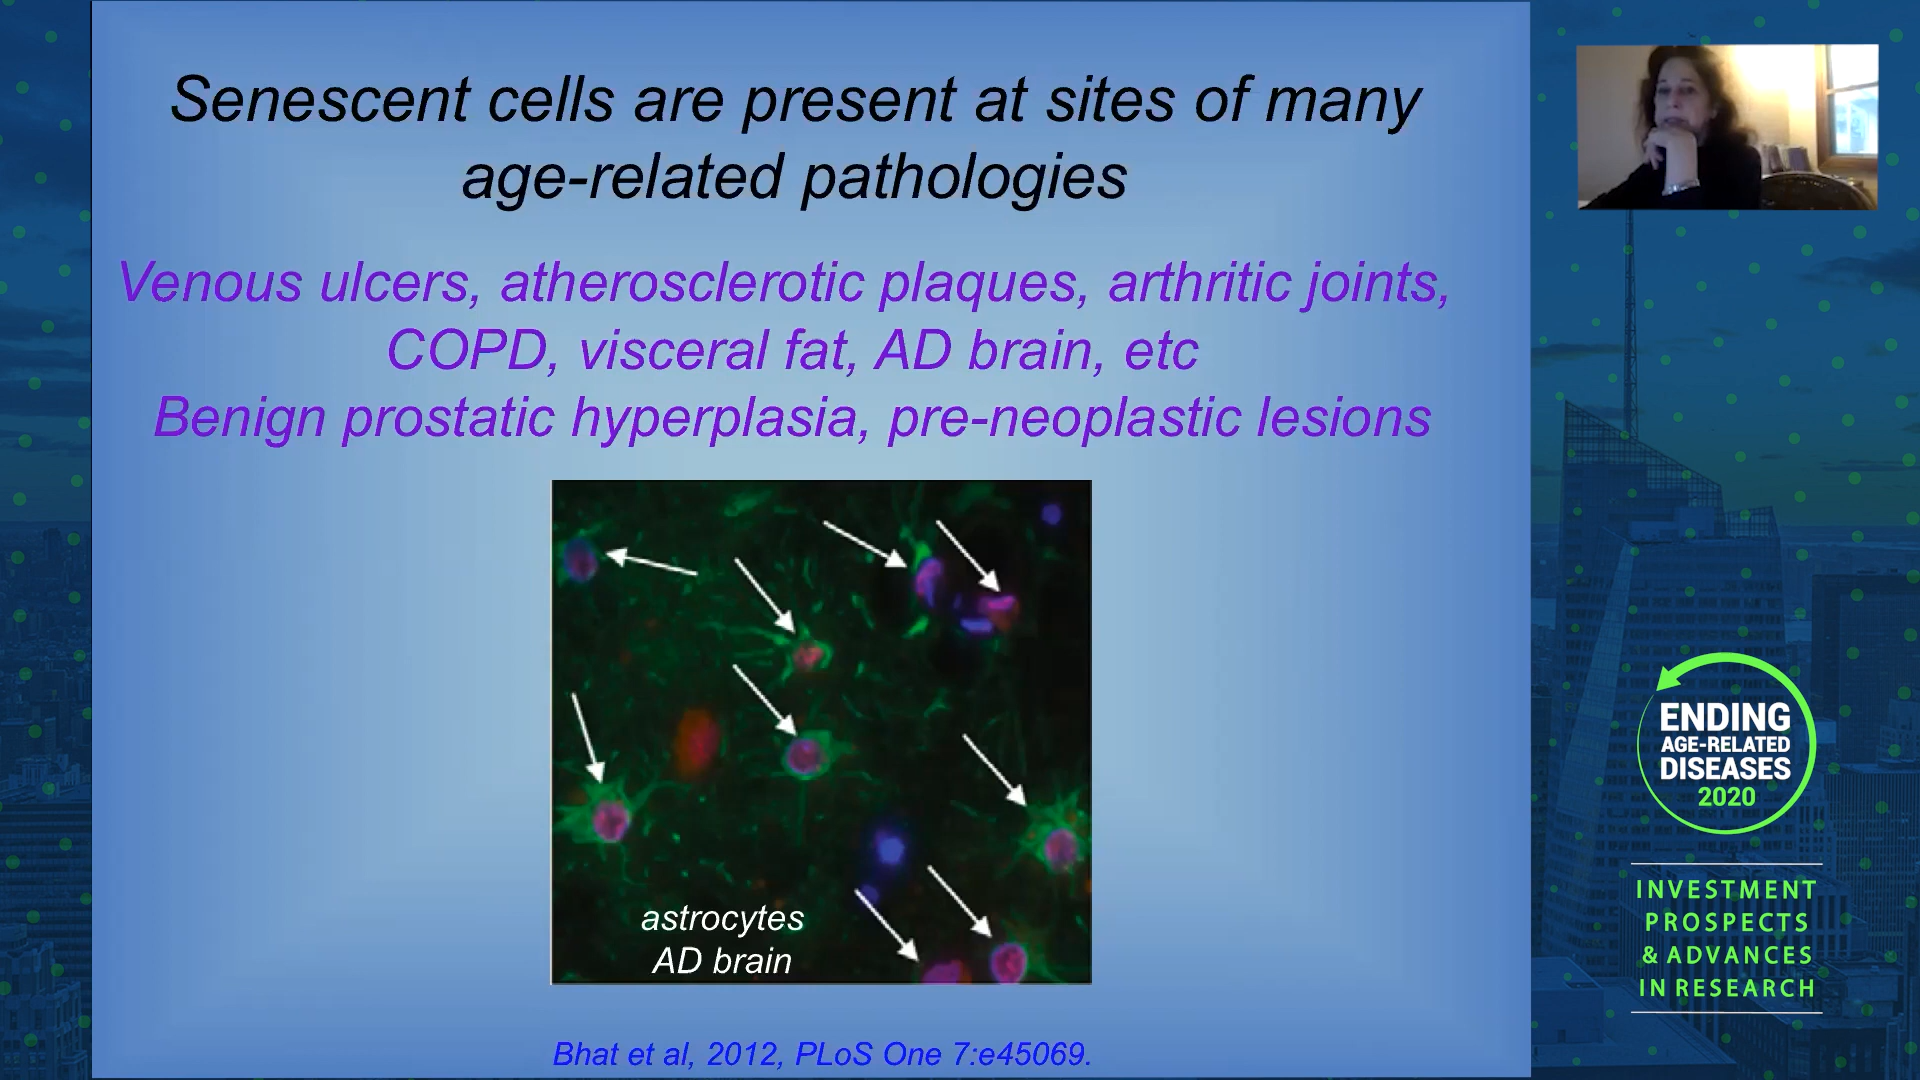 Senescent cells are present at sites of many
age-related pathologies
Venous ulcers, atherosclerotic plaques, arthritic joints,
COPD, visceral fat, AD brain, etc
Benign prostatic hyperplasia, pre-neoplastic lesions
astrocytes
AD brain
Bhat et al, 2012, PLoS One 7:e45069.
ENDING
AGE-RELATED
DISEASES
2020
INVESTMENT
PROSPECTS
& ADVANCES
IN RESEARCH